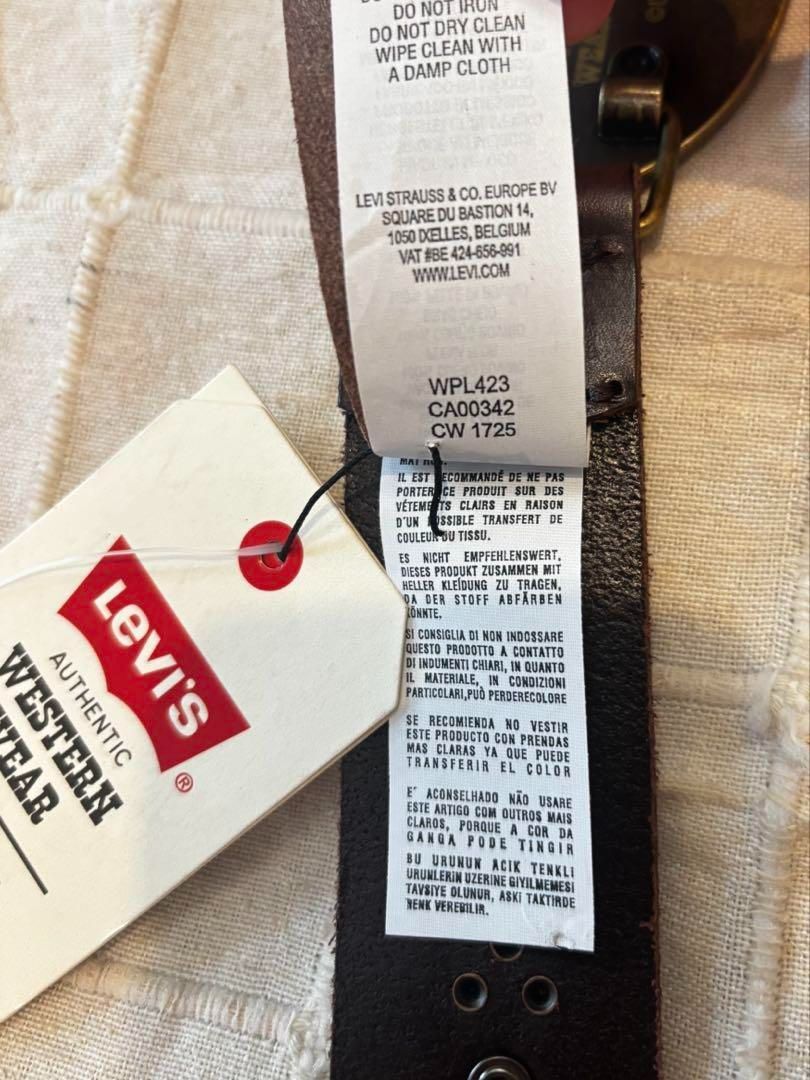 DO NOT IRON
DO NOT DRY CLEAN
WIPE CLEAN WITH
A DAMP CLOTH
LEVI STRAUSS & CO. EUROPE BV
SQUARE DU BASTION 14,
1050 IXELLES, BELGIUM
VAT #BE 424-656-991
WWW.LEVI.COM
WPL423
CA00342
CW 1725
IL EST RECOMMANDÉ DE NE PAS
PORTER CE PRODUIT SUR DES
VÊTEMENTS CLAIRS EN RAISON
D'UN POSSIBLE TRANSFERT DE
COULEUR DU TISSU.
ES NICHT EMPFEHLENSWERT,
DIESES PRODUKT ZUSAMMEN MIT
HELLER KLEIDUNG ZU TRAGEN,
DA DER STOFF ABFÄRBEN
KÖNNTE.
SI CONSIGLIA DI NON INDOSSARE
QUESTO PRODOTTO A CONTATTO
DI INDUMENTI CHIARI, IN QUANTO
IL MATERIALE, IN CONDIZIONI
PARTICOLARI,PUÒ PERDERECOLORE
SE RECOMIENDA NO VESTIR
ESTE PRODUCTO CON PRENDAS
MAS CLARAS YA QUE PUEDE
TRANSFERIR EL COLOR
E´ ACONSELHADO NÃO USARE
ESTE ARTIGO COM OUTROS MAIS
CLAROS, PORQUE A COR DA
GANGA PODE TINGIR
BU URUNUN ACIK TENKLI
URUNLERIN UZERINE GIYILMEMESI
TAVSIYE OLUNUR, ASKI TAKTIRDE
RENK VEREBILIR.
Levi's
®
AUTHENTIC
WESTERN
WEAR